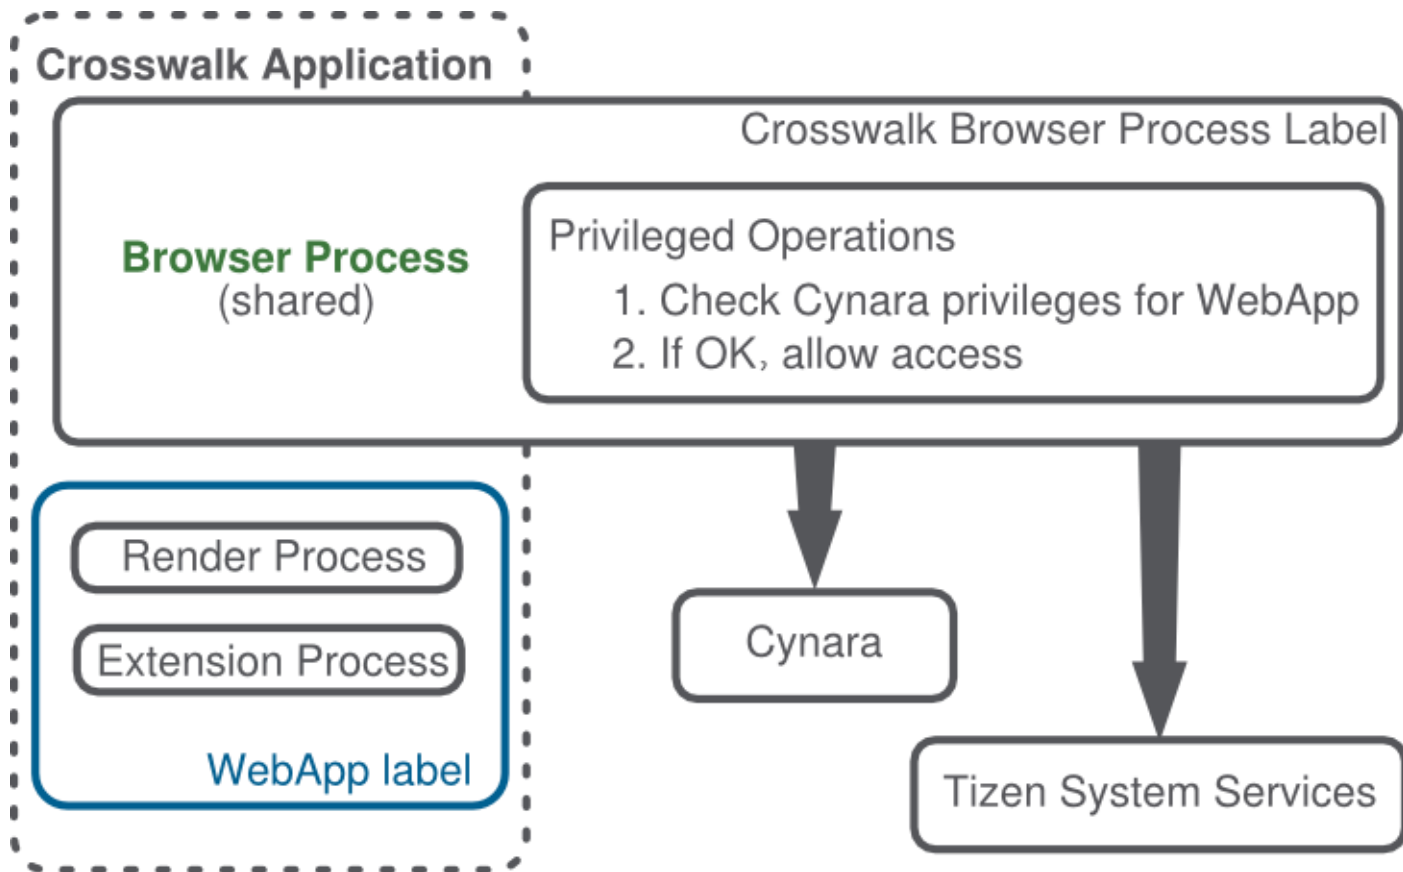 Crosswalk Application
Crosswalk Browser Process Label
Browser Process
(shared)
Privileged Operations
1. Check Cynara privileges for WebApp
2. If OK, allow access
Render Process
Extension Process
WebApp label
Cynara
Tizen System Services